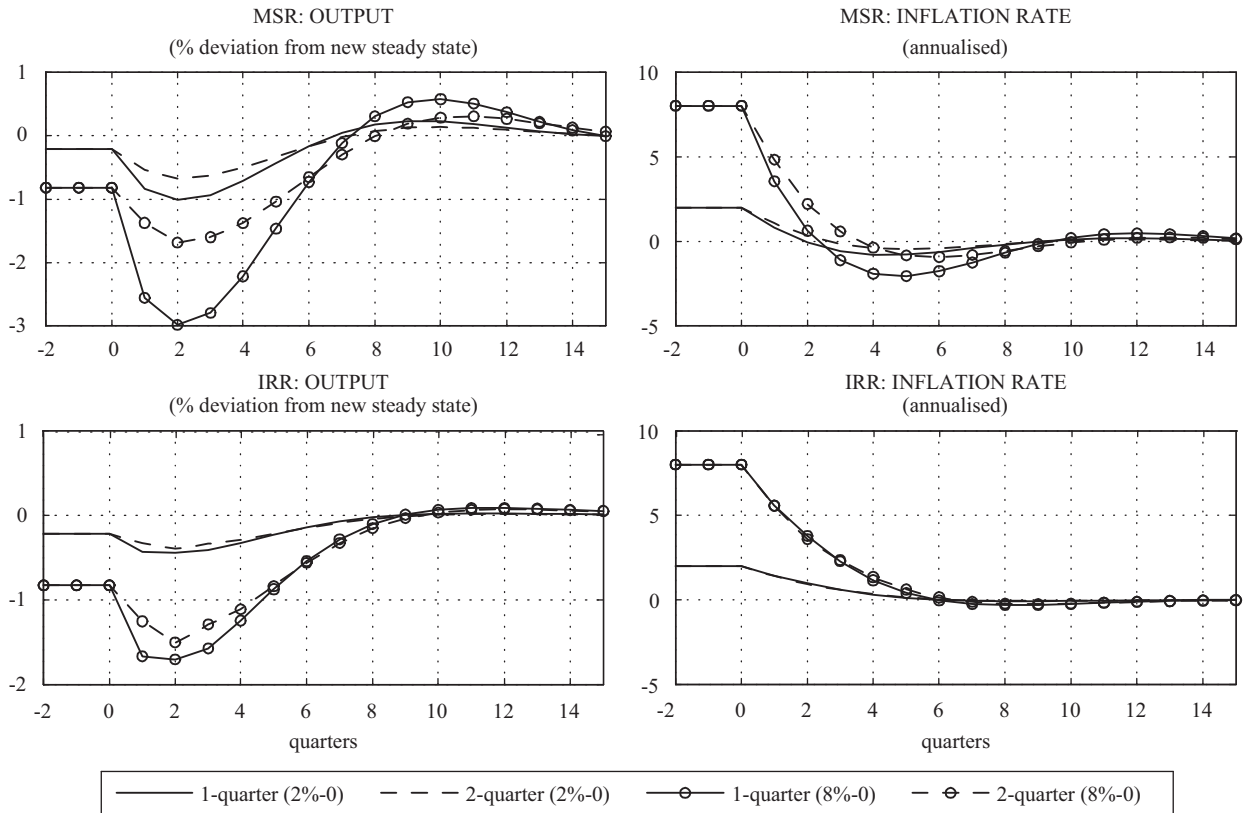 MSR: OUTPUT
(% deviation from new steady state)
1
0
-1
-2
-3
-2 0 2 4 6 8 10 12 14
MSR: INFLATION RATE
(annualised)
10
5
0
-5
-2 0 2 4 6 8 10 12 14
IRR: OUTPUT
(% deviation from new steady state)
1
0
-1
-2
-2 0 2 4 6 8 10 12 14
quarters
IRR: INFLATION RATE
(annualised)
10
5
0
-5
-2 0 2 4 6 8 10 12 14
quarters
1-quarter (2%-0) 2-quarter (2%-0) 1-quarter (8%-0) 2-quarter (8%-0)